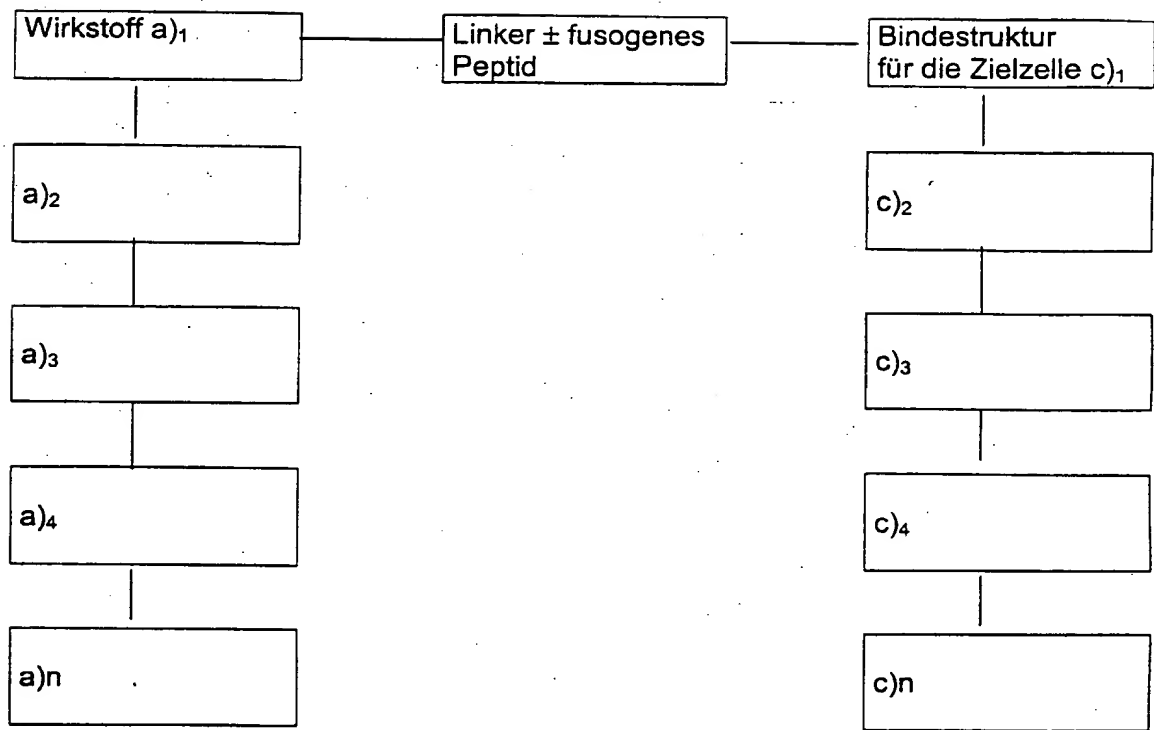 Wirkstoff a)₁
Linker ± fusogenes
Peptid
Bindestruktur
für die Zielzelle c)₁
a)₂
c)₂
a)₃
c)₃
a)₄
c)₄
a)n
c)n